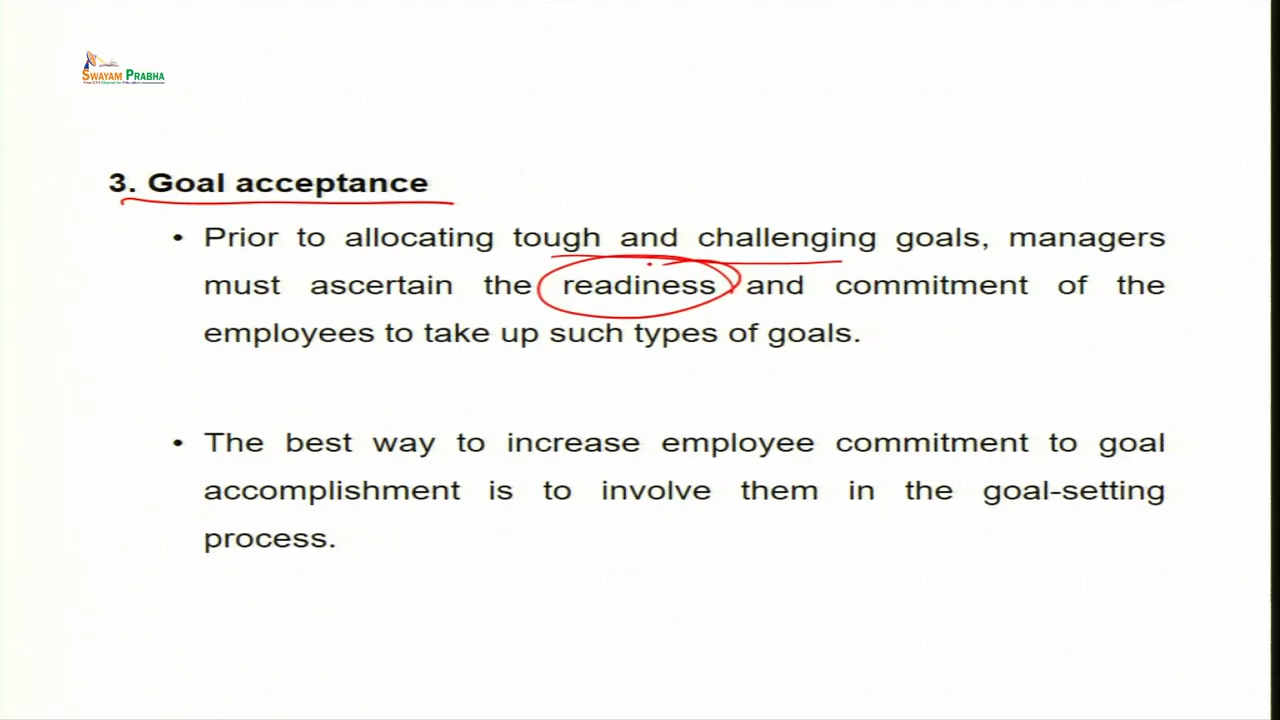 SWAYAM PRABHA
3. Goal acceptance
• Prior to allocating tough and challenging goals, managers
must ascertain the readiness and commitment of the
employees to take up such types of goals.
• The best way to increase employee commitment to goal
accomplishment is to involve them in the goal-setting
process.